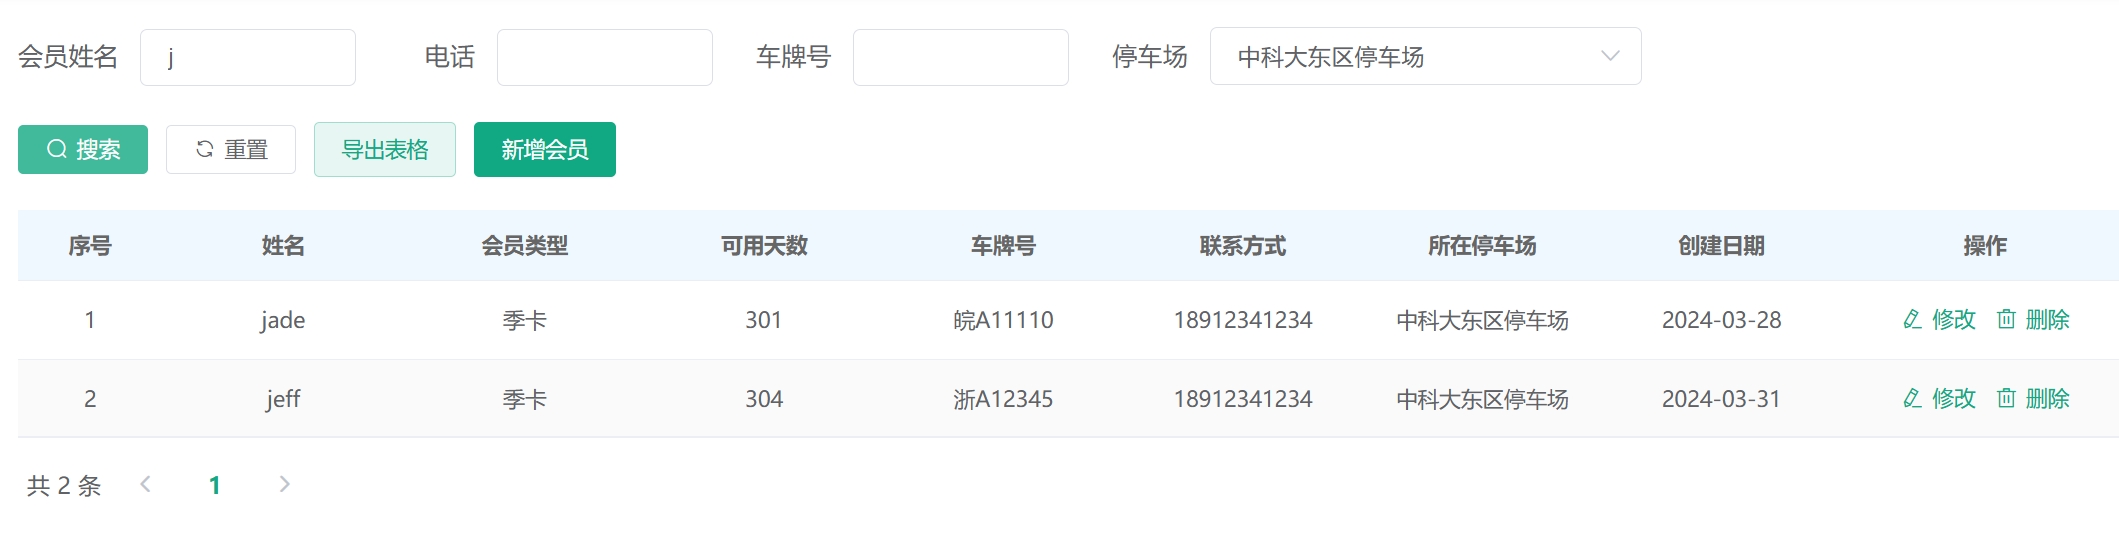 会员姓名 j 电话 车牌号 停车场 中科大东区停车场
搜索 重置 导出表格 新增会员
序号 姓名 会员类型 可用天数 车牌号 联系方式 所在停车场 创建日期 操作
1 jade 季卡 301 皖A11110 18912341234 中科大东区停车场 2024-03-28 修改 删除
2 jeff 季卡 304 浙A12345 18912341234 中科大东区停车场 2024-03-31 修改 删除
共 2 条 1